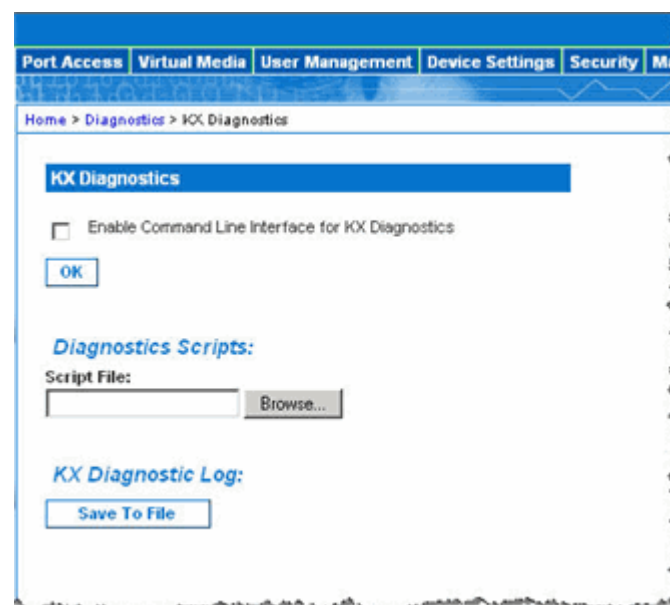 Port Access Virtual Media User Management Device Settings Security
Home > Diagnostics > KX Diagnostics
KX Diagnostics
Enable Command Line Interface for KX Diagnostics
OK
Diagnostics Scripts:
Script File:
Browse...
KX Diagnostic Log:
Save To File